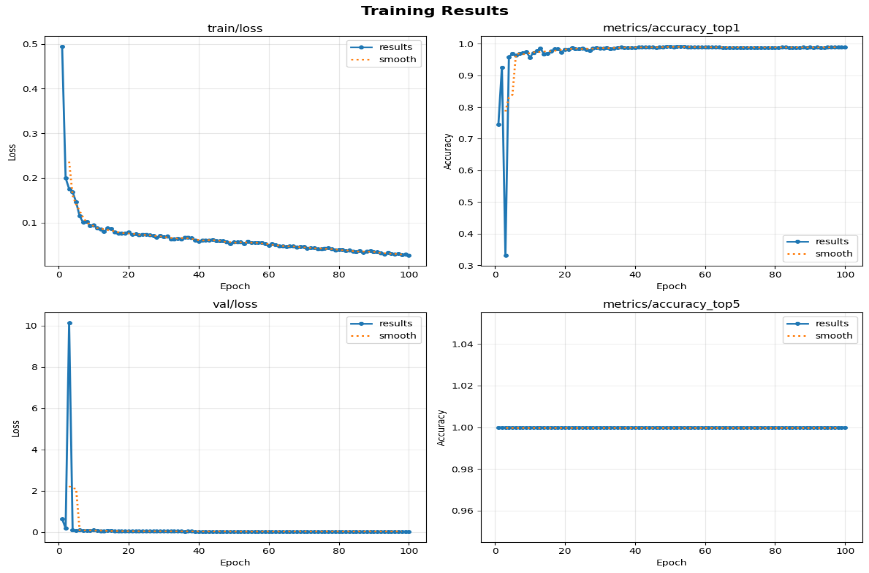 Training Results
train/loss
0.5
0.4
0.3
0.2
0.1
Loss
results
smooth
0 20 40 60 80 100
Epoch
metrics/accuracy_top1
1.0
0.9
0.8
0.7
0.6
0.5
0.4
0.3
Accuracy
results
smooth
0 20 40 60 80 100
Epoch
val/loss
10
8
6
4
2
0
Loss
results
smooth
0 20 40 60 80 100
Epoch
metrics/accuracy_top5
1.04
1.02
1.00
0.98
0.96
Accuracy
results
smooth
0 20 40 60 80 100
Epoch